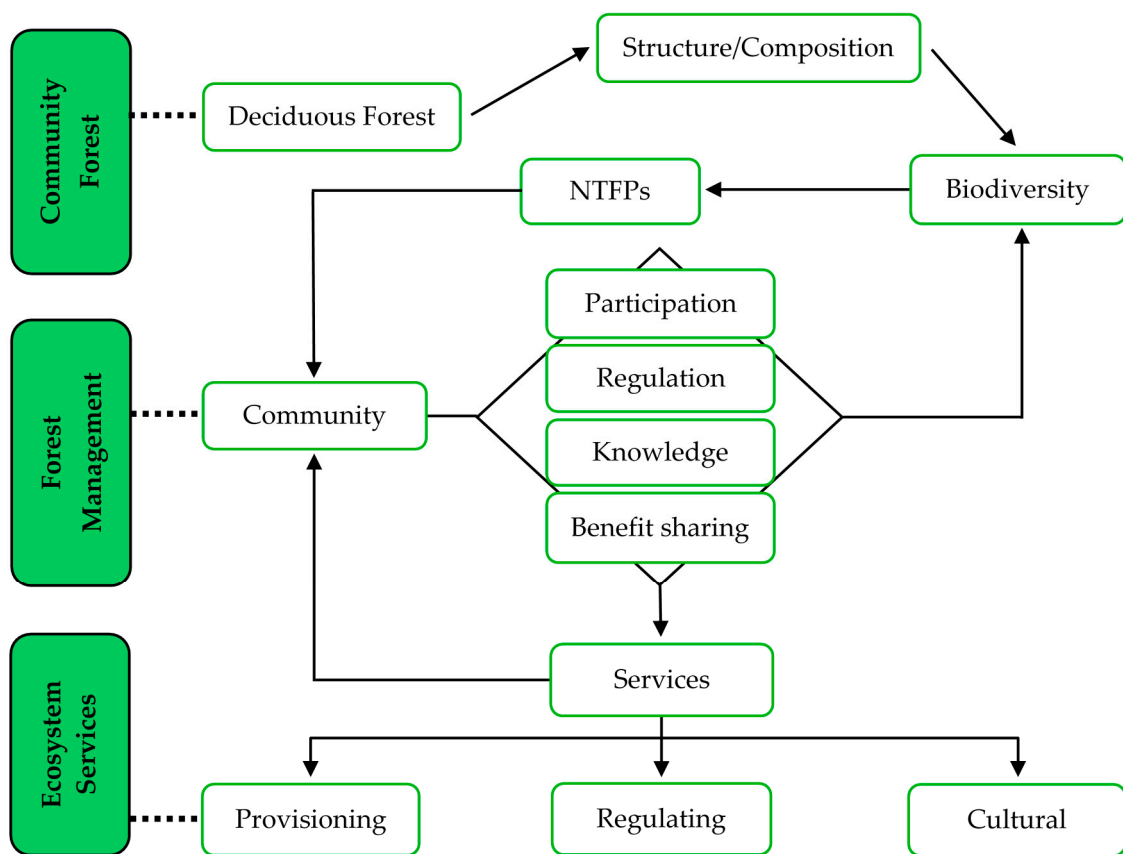 Community
Forest
Structure/Composition
Deciduous Forest
NTFPs
Biodiversity
Participation
Regulation
Forest
Management
Community
Knowledge
Benefit sharing
Ecosystem
Services
Services
Provisioning
Regulating
Cultural